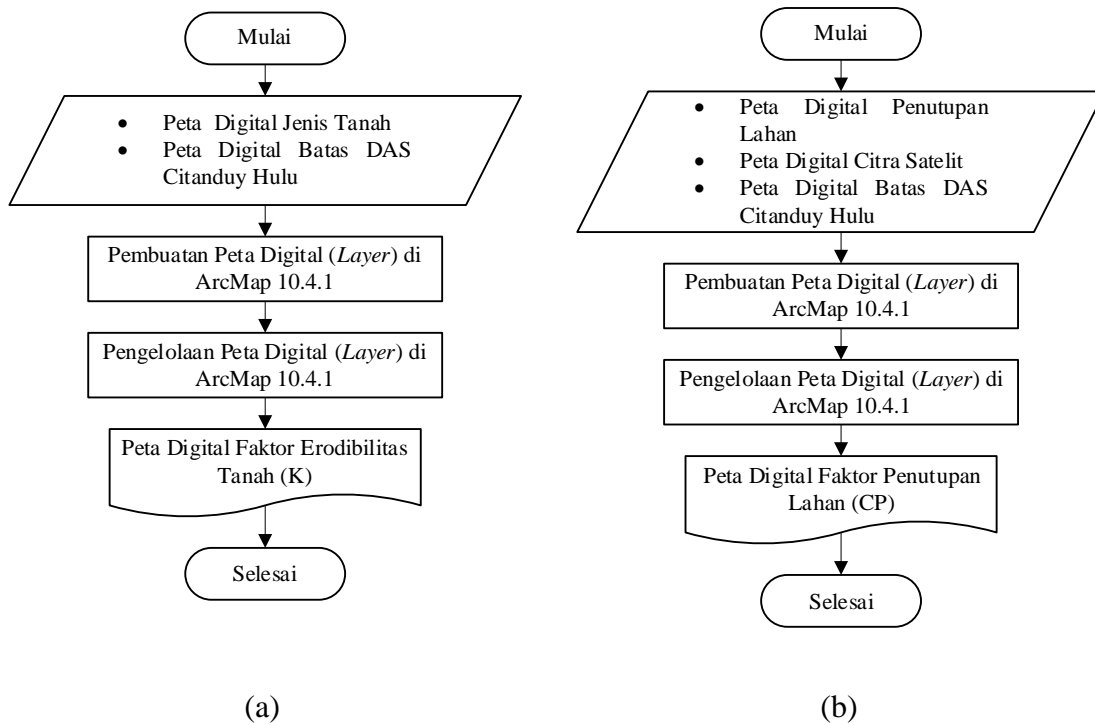 Mulai
• Peta Digital Jenis Tanah
• Peta Digital Batas DAS
Citanduy Hulu
Pembuatan Peta Digital (Layer) di
ArcMap 10.4.1
Pengelolaan Peta Digital (Layer) di
ArcMap 10.4.1
Peta Digital Faktor Erodibilitas
Tanah (K)
Selesai
(a)
Mulai
• Peta Digital Penutupan
Lahan
• Peta Digital Citra Satelit
• Peta Digital Batas DAS
Citanduy Hulu
Pembuatan Peta Digital (Layer) di
ArcMap 10.4.1
Pengelolaan Peta Digital (Layer) di
ArcMap 10.4.1
Peta Digital Faktor Penutupan
Lahan (CP)
Selesai
(b)